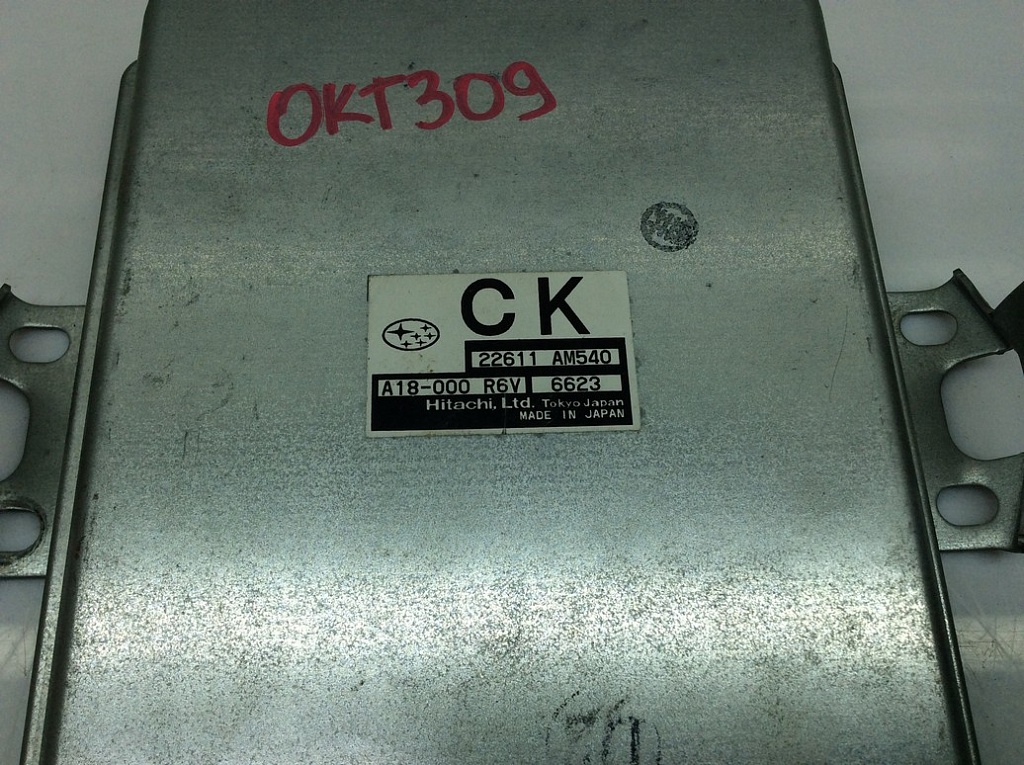 OKT309
CK
22611 AM540
A18-000 R6V 6623
Hitachi, Ltd. Tokyo Japan
MADE IN JAPAN